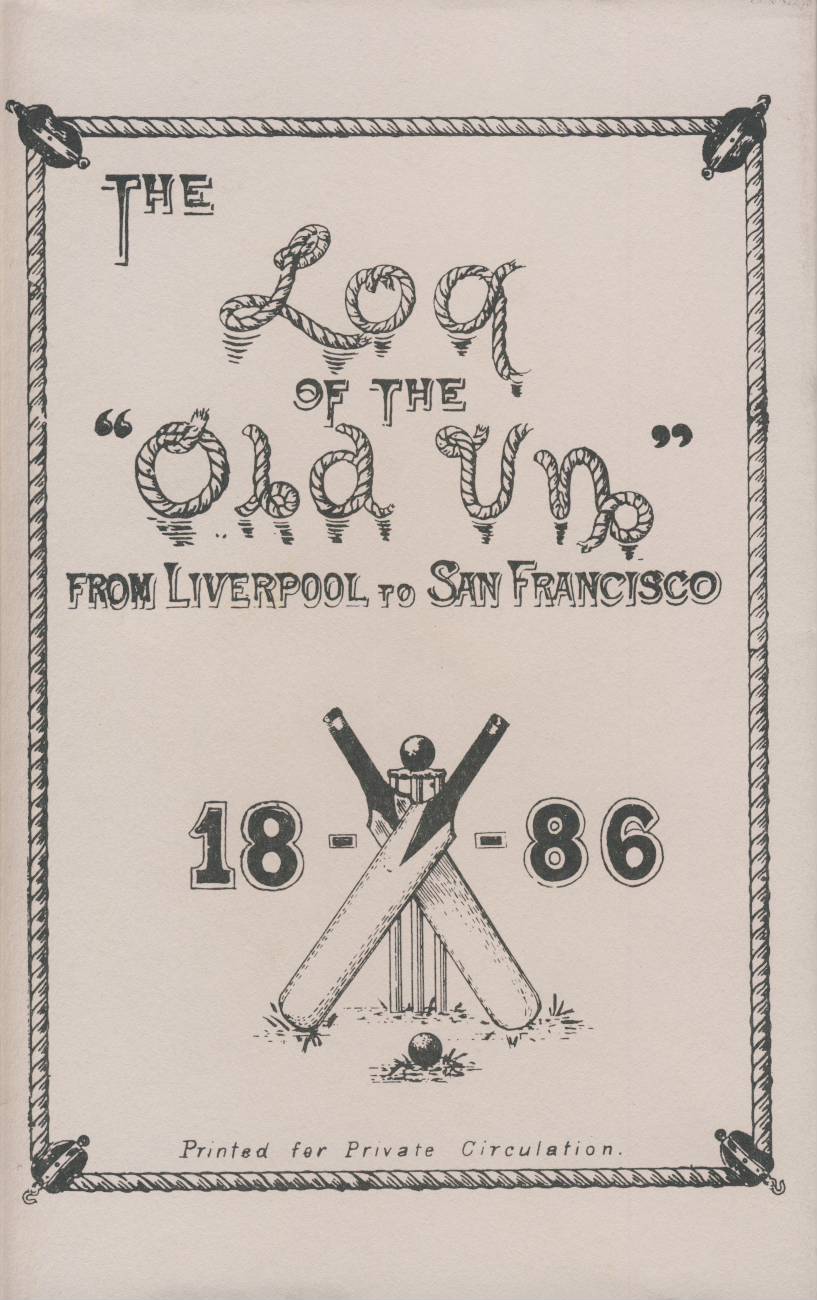 THE
Log
OF THE
“Old Un”
FROM LIVERPOOL TO SAN FRANCISCO
18 - - 86
Printed for Private Circulation.